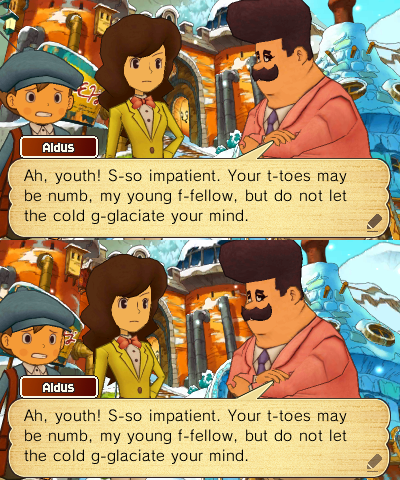 Aldus
Ah, youth! S-so impatient. Your t-toes may
be numb, my young f-fellow, but do not let
the cold g-glaciate your mind.
Aldus
Ah, youth! S-so impatient. Your t-toes may
be numb, my young f-fellow, but do not let
the cold g-glaciate your mind.